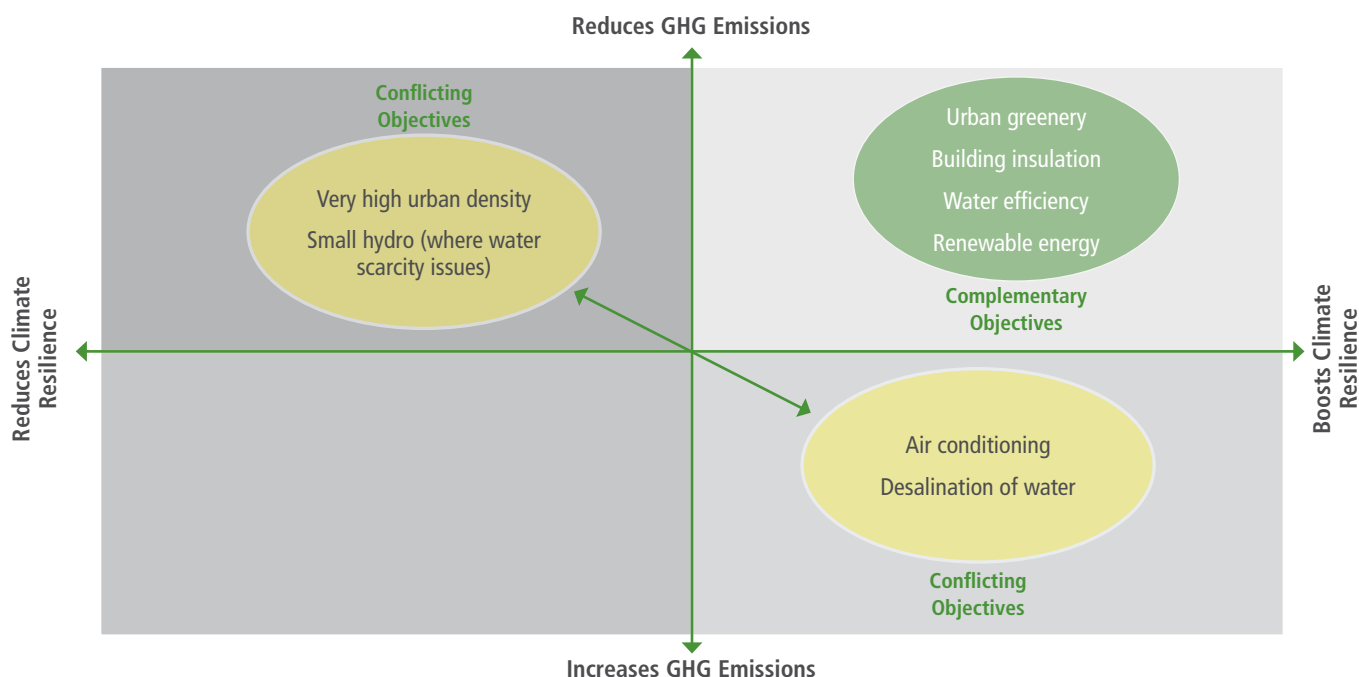 Reduces GHG Emissions
Conflicting
Objectives
Very high urban density
Small hydro (where water
scarcity issues)
Urban greenery
Building insulation
Water efficiency
Renewable energy
Complementary
Objectives
Reduces Climate
Resilience
Boosts Climate
Resilience
Air conditioning
Desalination of water
Conflicting
Objectives
Increases GHG Emissions